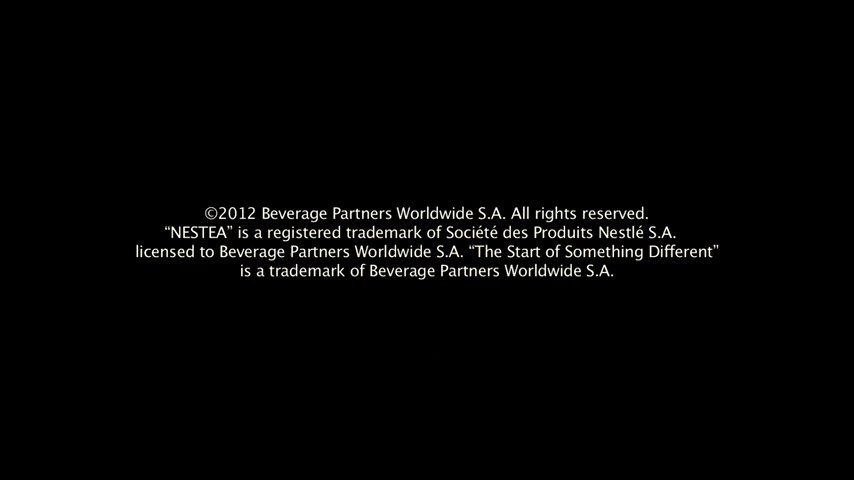 ©2012 Beverage Partners Worldwide S.A. All rights reserved.
“NESTEA” is a registered trademark of Société des Produits Nestlé S.A.
licensed to Beverage Partners Worldwide S.A. “The Start of Something Different”
is a trademark of Beverage Partners Worldwide S.A.